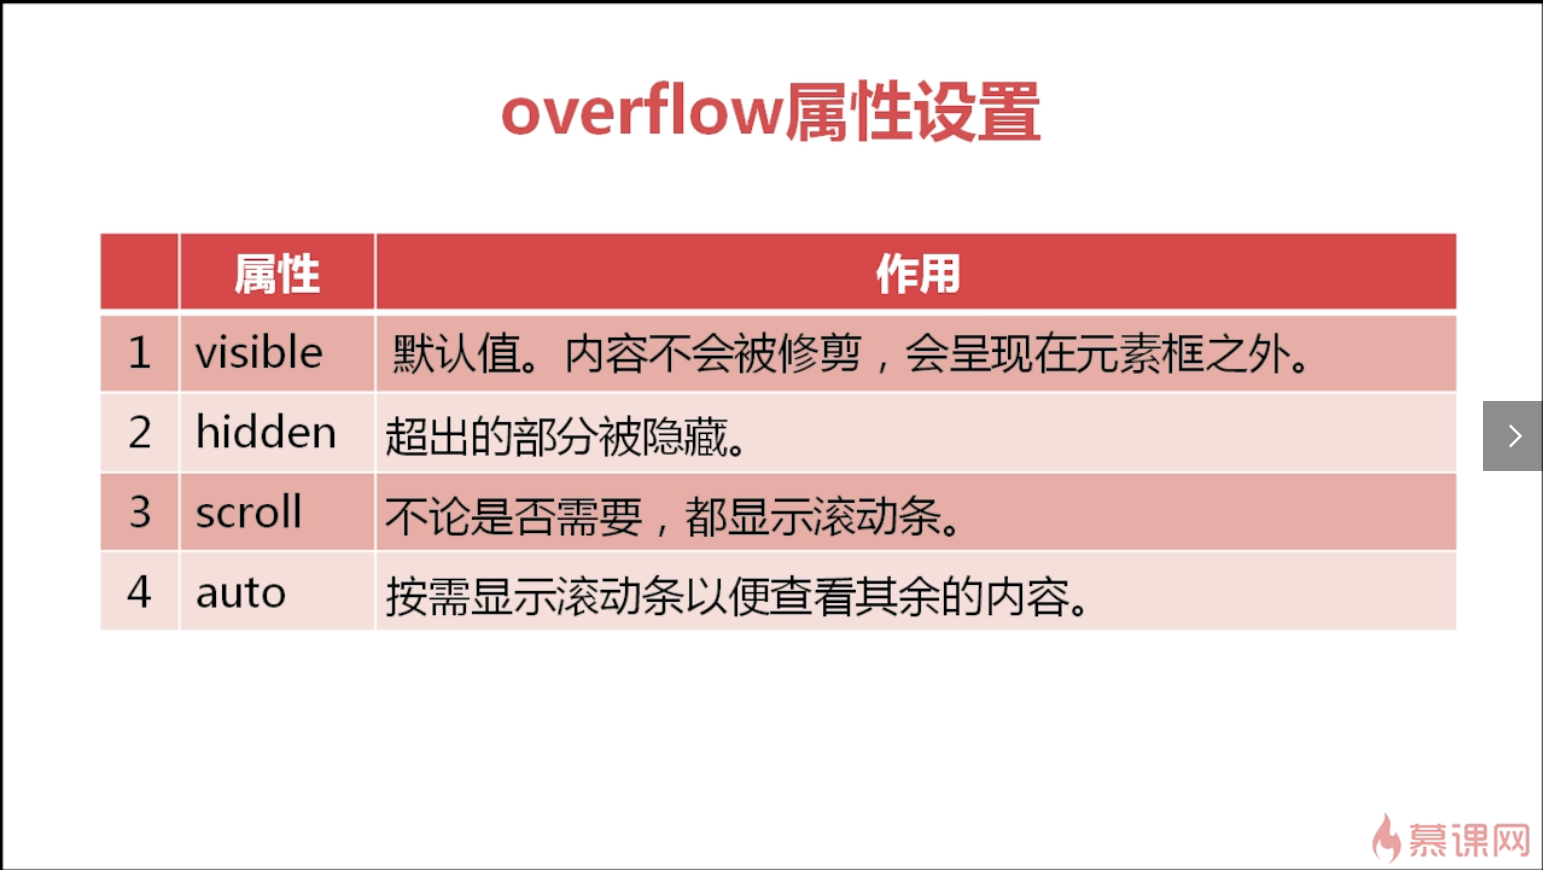 overflow属性设置
属性 作用
1 visible 默认值。内容不会被修剪，会呈现在元素框之外。
2 hidden 超出的部分被隐藏。
3 scroll 不论是否需要，都显示滚动条。
4 auto 按需显示滚动条以便查看其余的内容。
慕课网